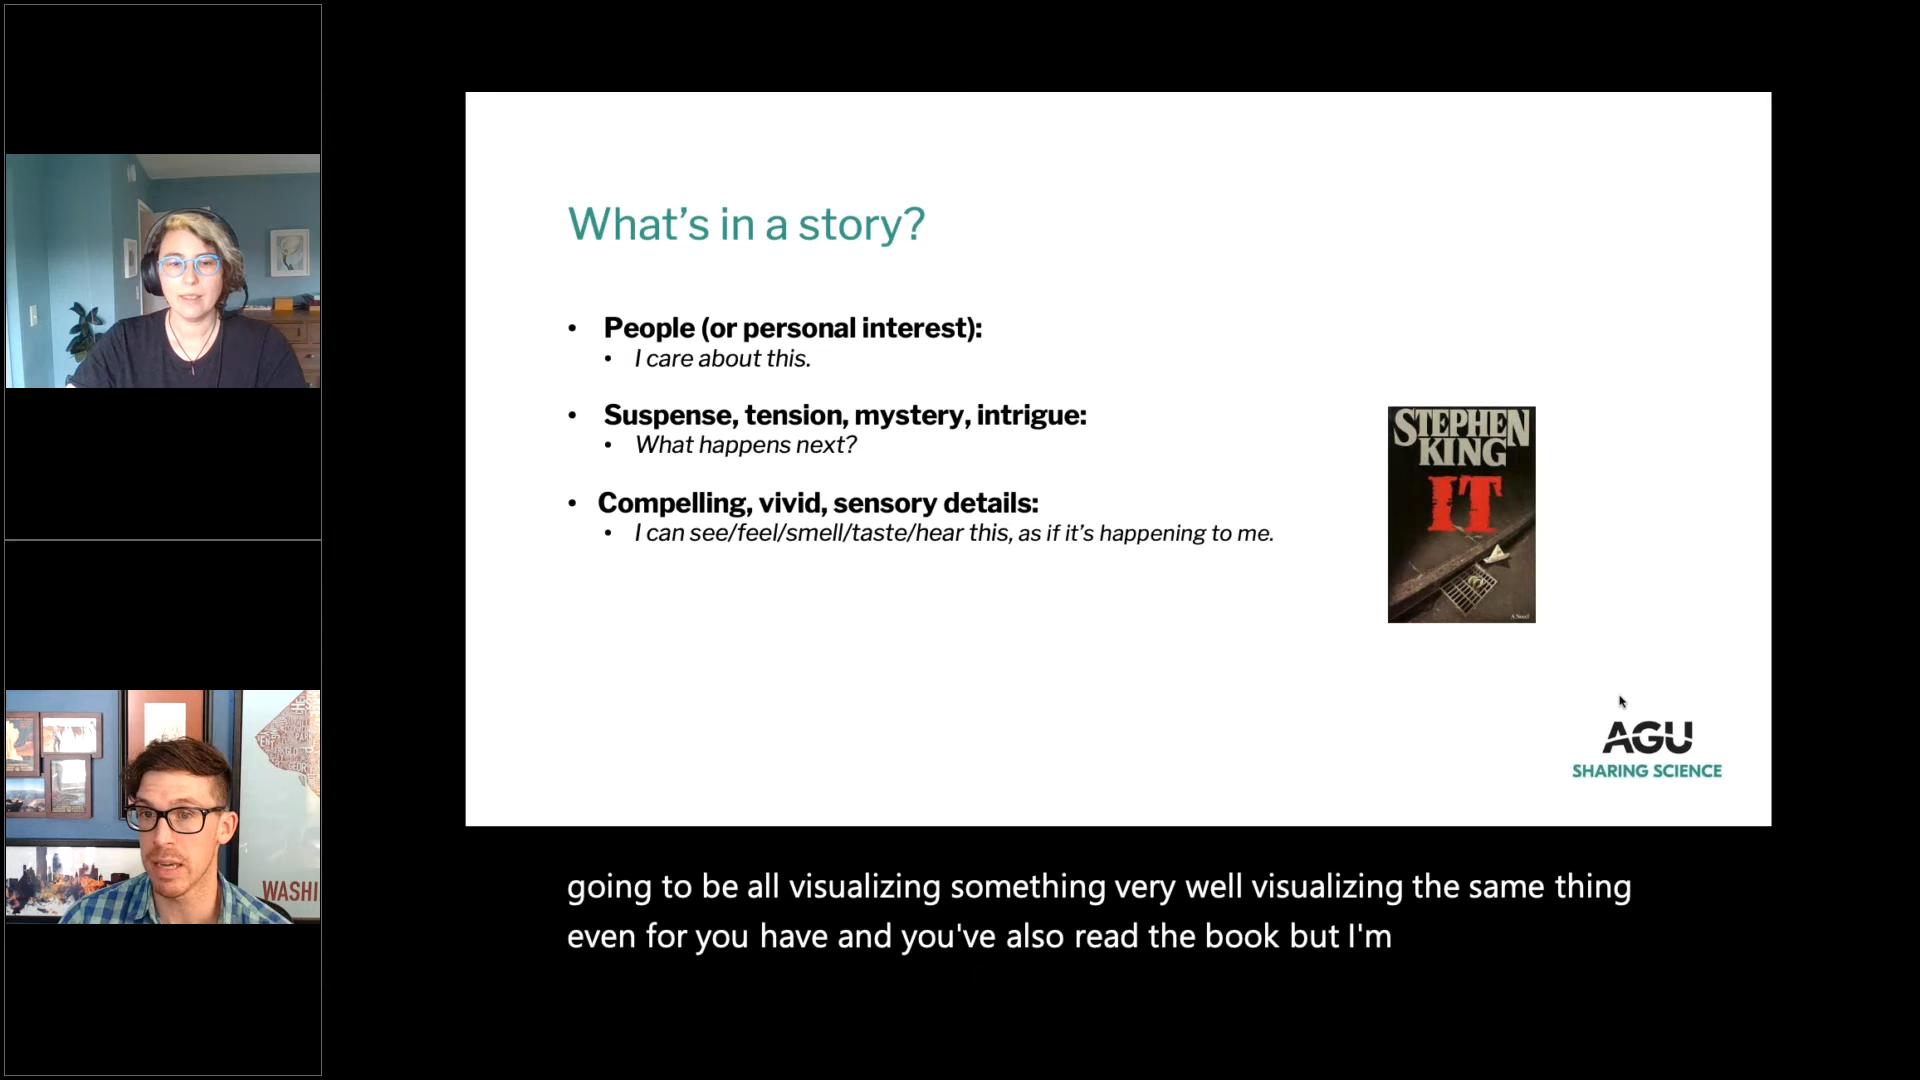 What's in a story?
• People (or personal interest):
• I care about this.
• Suspense, tension, mystery, intrigue:
• What happens next?
• Compelling, vivid, sensory details:
• I can see/feel/smell/taste/hear this, as if it's happening to me.
STEPHEN
KING
IT
A Novel
AGU
SHARING SCIENCE
WASHI
going to be all visualizing something very well visualizing the same thing
even for you have and you've also read the book but I'm